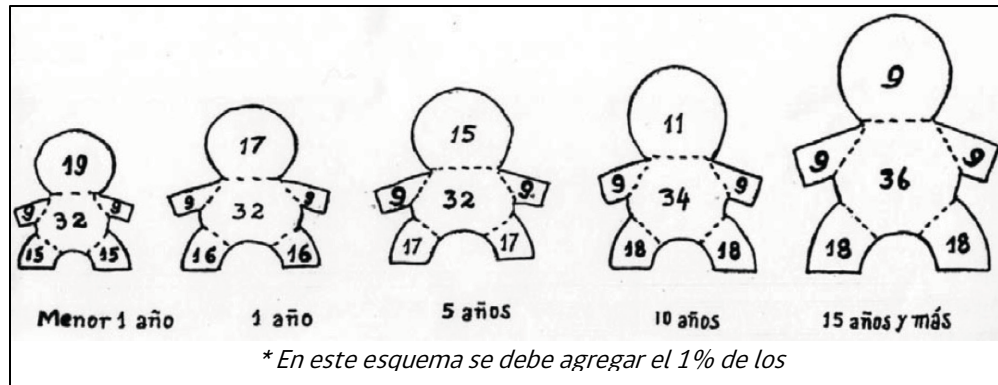 19
9 32 9
15 15
Menor 1 año
17
9 32 9
16 16
1 año
15
9 32 9
17 17
5 años
11
9 34 9
18 18
10 años
9
9 36 9
18 18
15 años y más
* En este esquema se debe agregar el 1% de los